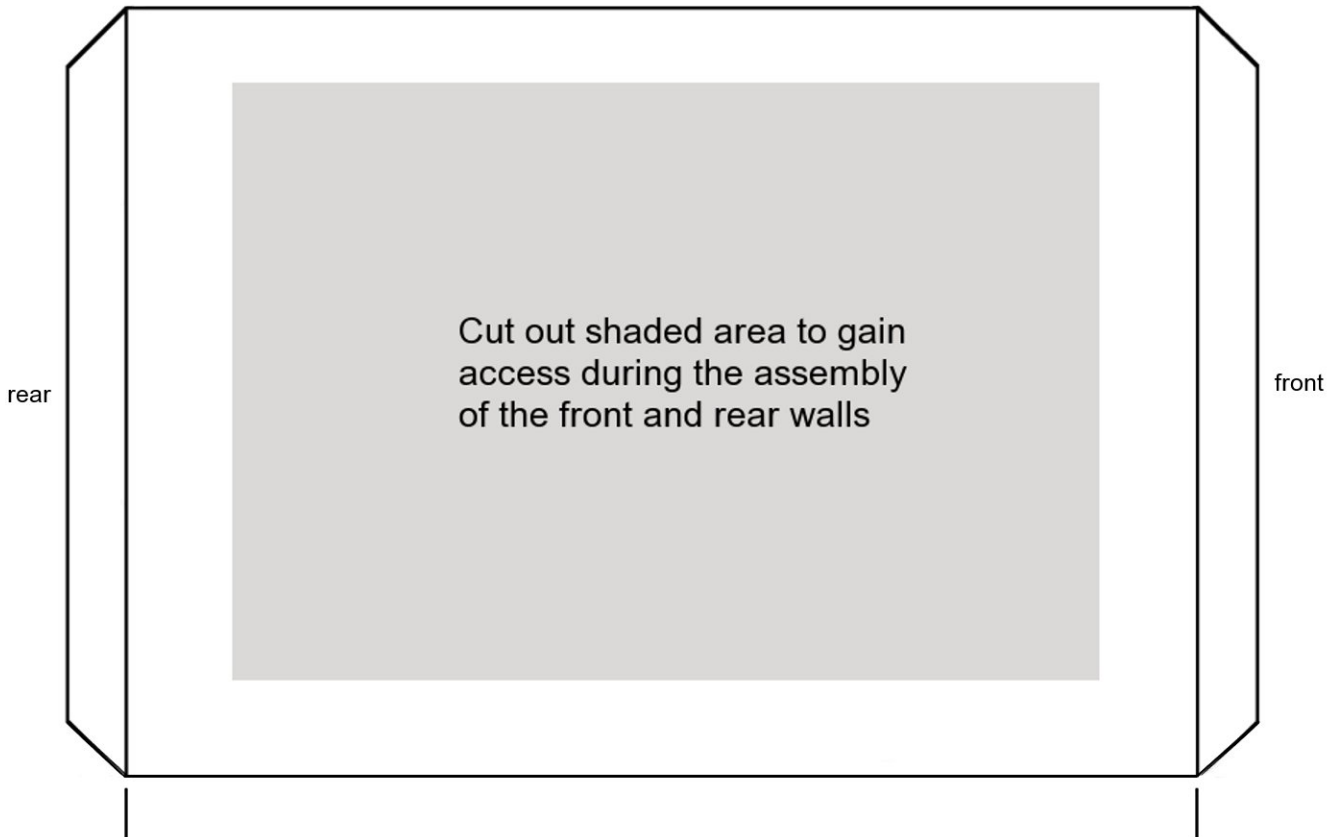 Cut out shaded area to gain
access during the assembly
of the front and rear walls
rear
front